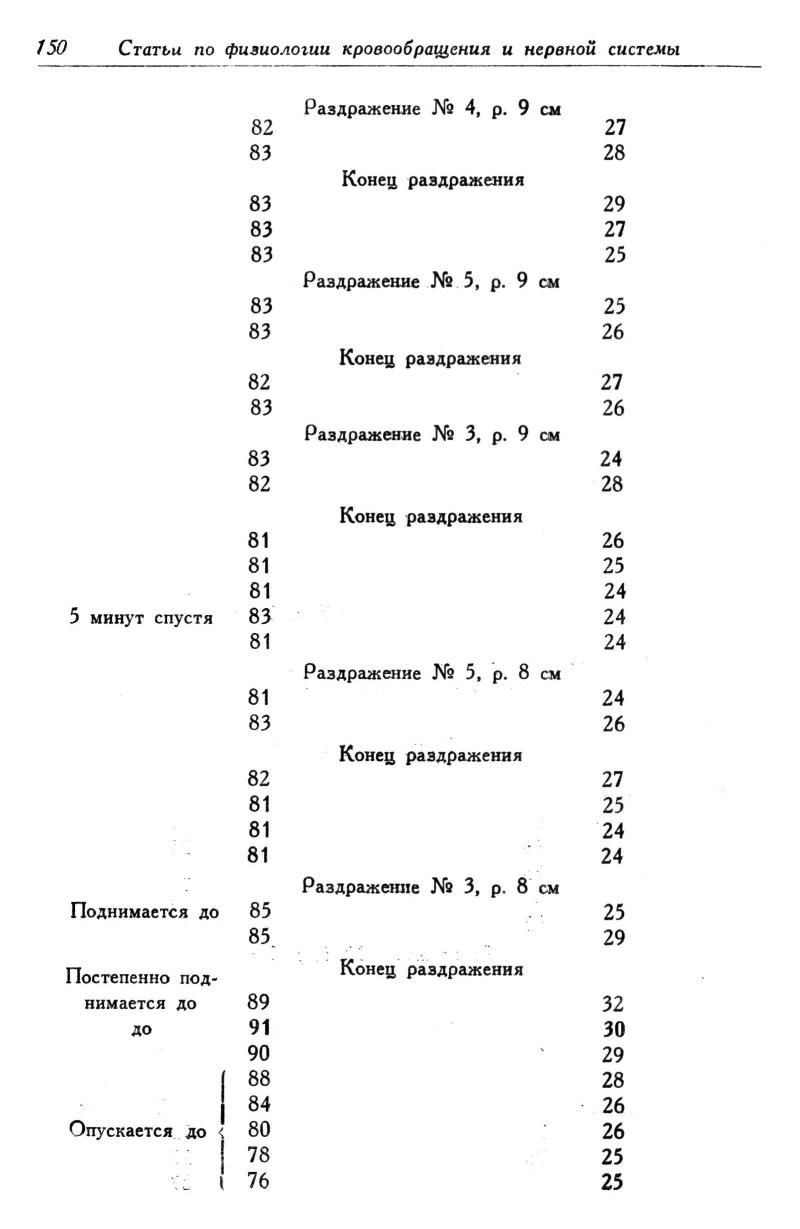 150 Статьи по физиологии кровообращения и нервной системы
Раздражение № 4, р. 9 см
82 27
83 28
Конец раздражения
83 29
83 27
83 25
Раздражение № 5, р. 9 см
83 25
83 26
Конец раздражения
82 27
83 26
Раздражение № 3, р. 9 см
83 24
82 28
Конец раздражения
81 26
81 25
81 24
5 минут спустя 83 24
81 24
Раздражение № 5, р. 8 см
81 24
83 26
Конец раздражения
82 27
81 25
81 24
81 24
Раздражение № 3, р. 8 см
Поднимается до 85 25
85 29
Конец раздражения
Постепенно под-
нимается до 89 32
до 91 30
90 29
88 28
84 26
Опускается до 80 26
78 25
76 25